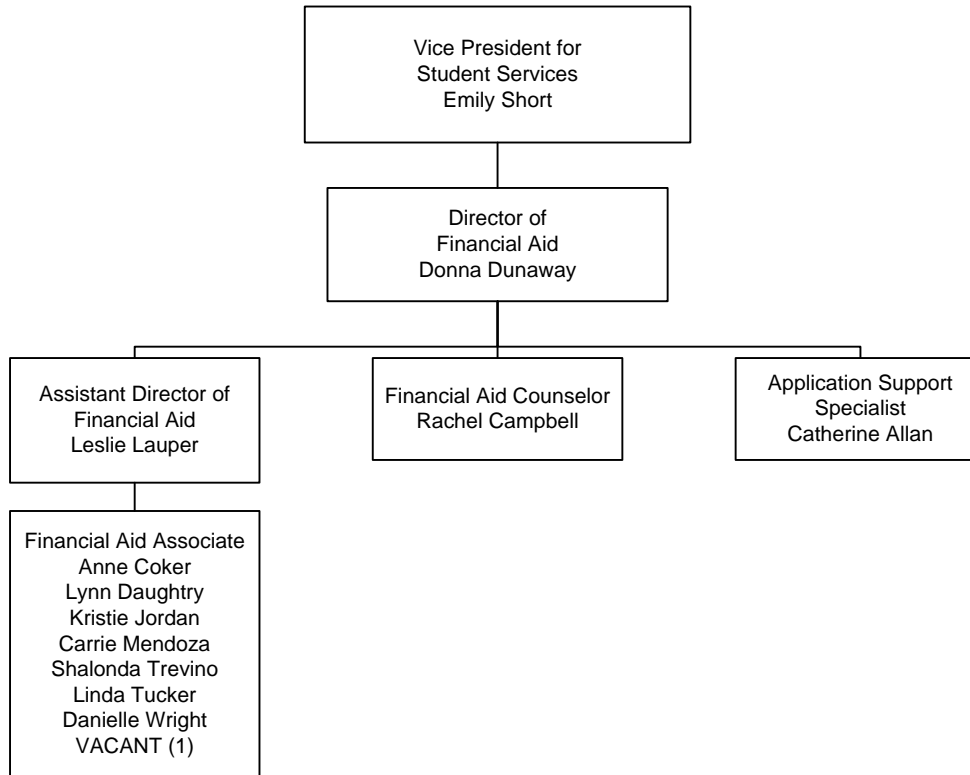 Vice President for
Student Services
Emily Short
Director of
Financial Aid
Donna Dunaway
Assistant Director of
Financial Aid
Leslie Lauper
Financial Aid Counselor
Rachel Campbell
Application Support
Specialist
Catherine Allan
Financial Aid Associate
Anne Coker
Lynn Daughtry
Kristie Jordan
Carrie Mendoza
Shalonda Trevino
Linda Tucker
Danielle Wright
VACANT (1)